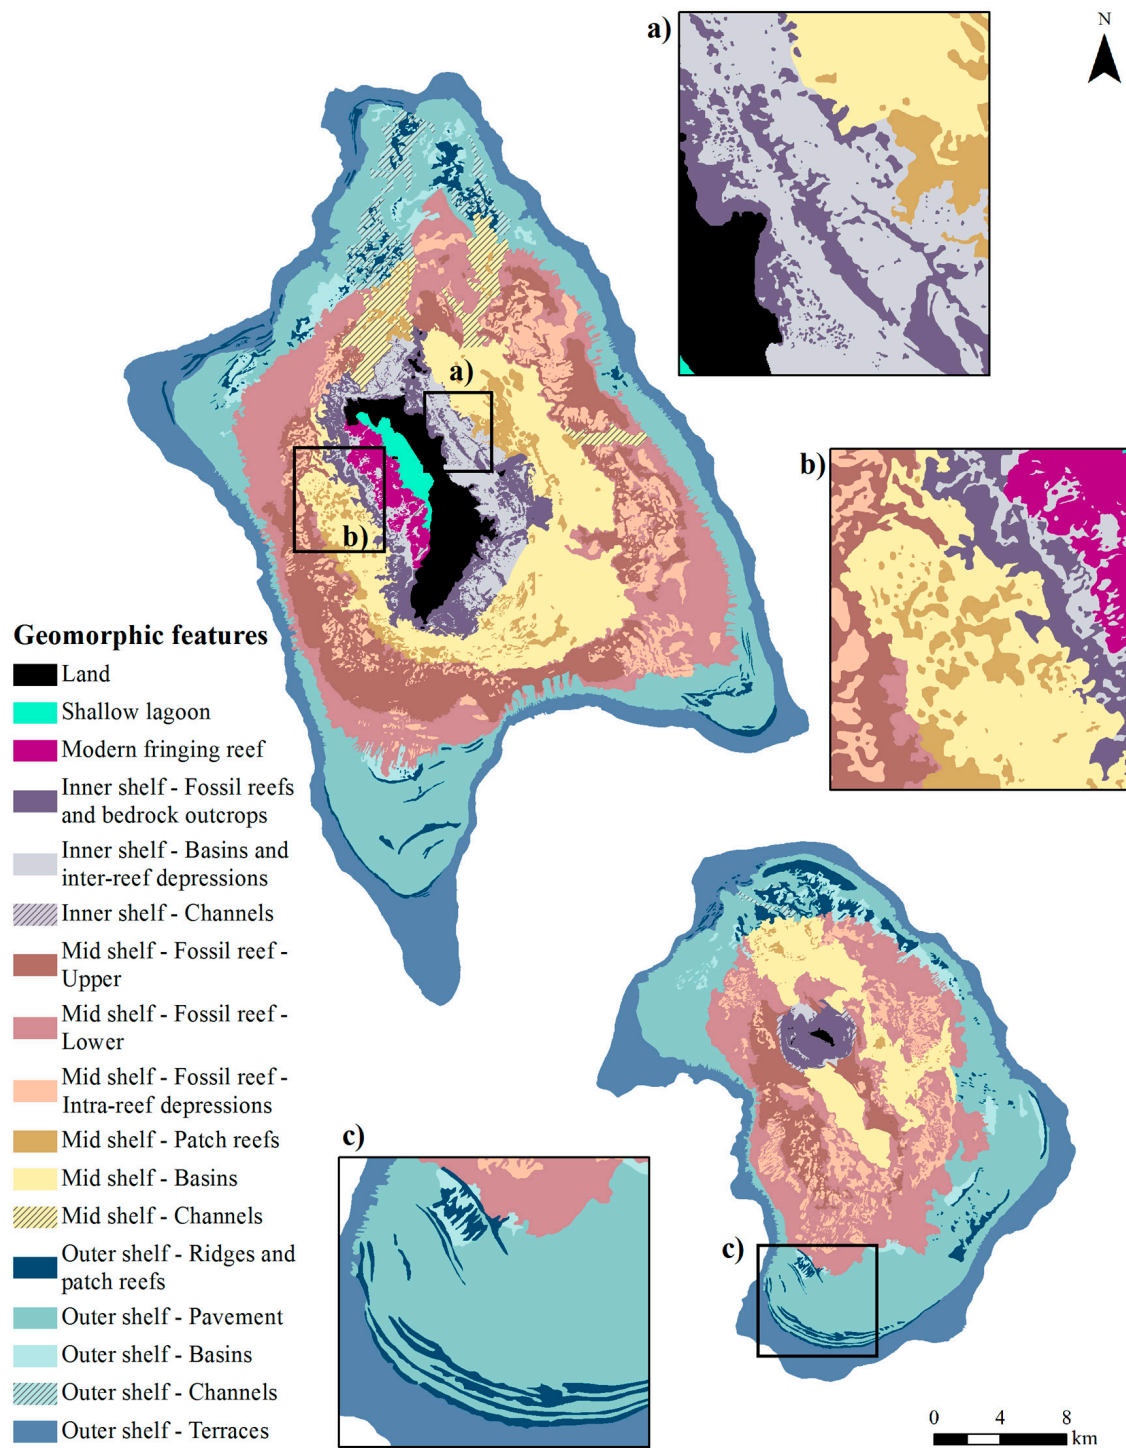 a)
N
a)
b)
b)
Geomorphic features
Land
Shallow lagoon
Modern fringing reef
Inner shelf - Fossil reefs
and bedrock outcrops
Inner shelf - Basins and
inter-reef depressions
Inner shelf - Channels
Mid shelf - Fossil reef -
Upper
Mid shelf - Fossil reef -
Lower
Mid shelf - Fossil reef -
Intra-reef depressions
Mid shelf - Patch reefs
Mid shelf - Basins
Mid shelf - Channels
Outer shelf - Ridges and
patch reefs
Outer shelf - Pavement
Outer shelf - Basins
Outer shelf - Channels
Outer shelf - Terraces
c)
c)
0 4 8
km